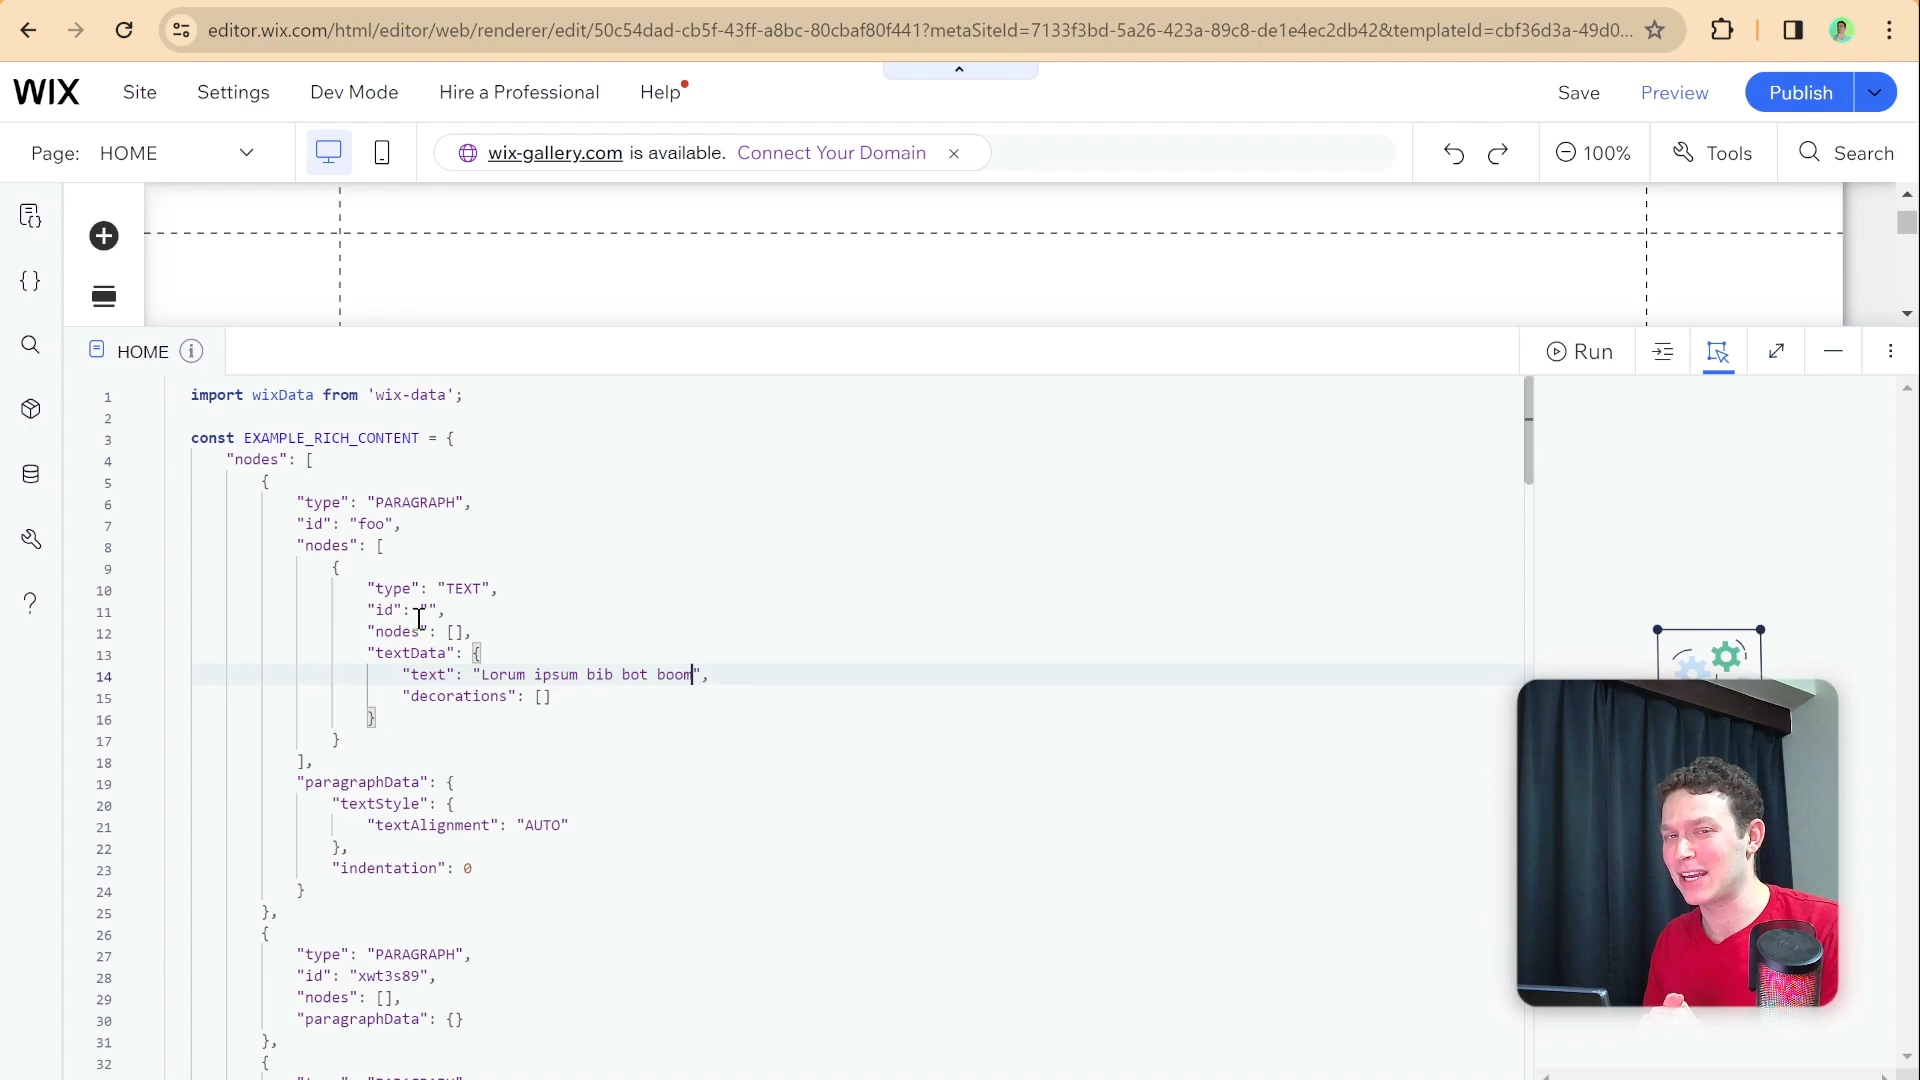 editor.wix.com/html/editor/web/renderer/edit/50c54dad-cb5f-43ff-a8bc-80cbaf80f441?metaSiteId=7133f3bd-5a26-423a-89c8-de1e4ec2db42&templateId=cbf36d3a-49d0...
WIX Site Settings Dev Mode Hire a Professional Help Save Preview Publish
Page: HOME wix-gallery.com is available. Connect Your Domain 100% Tools Search
HOME Run
1 import wixData from 'wix-data';
2
3 const EXAMPLE_RICH_CONTENT = {
4 "nodes": [
5 {
6 "type": "PARAGRAPH",
7 "id": "foo",
8 "nodes": [
9 {
10 "type": "TEXT",
11 "id": "",
12 "nodes": [],
13 "textData": {
14 "text": "Lorum ipsum bib bot boom",
15 "decorations": []
16 }
17 }
18 ],
19 "paragraphData": {
20 "textStyle": {
21 "textAlignment": "AUTO"
22 },
23 "indentation": 0
24 }
25 },
26 {
27 "type": "PARAGRAPH",
28 "id": "xwt3s89",
29 "nodes": [],
30 "paragraphData": {}
31 },
32 {